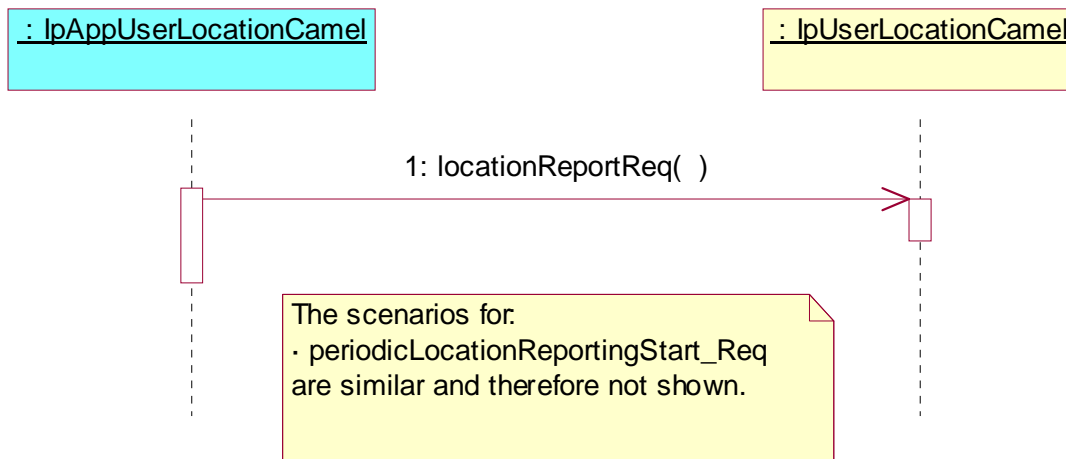 : IpAppUserLocationCamel
: IpUserLocationCamel
1: locationReportReq(  )
The scenarios for:
· periodicLocationReportingStart_Req
are similar and therefore not shown.